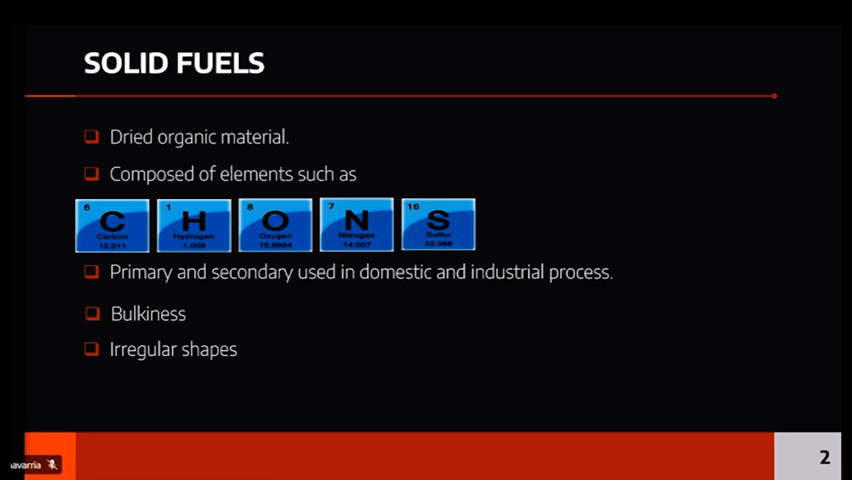 SOLID FUELS
Dried organic material.
Composed of elements such as
6 1 8 7 16
C H O N S
Carbon Hydrogen Oxygen Nitrogen Sulfur
12.011 1.008 15.9994 14.007
Primary and secondary used in domestic and industrial process.
Bulkiness
Irregular shapes
avarria
2